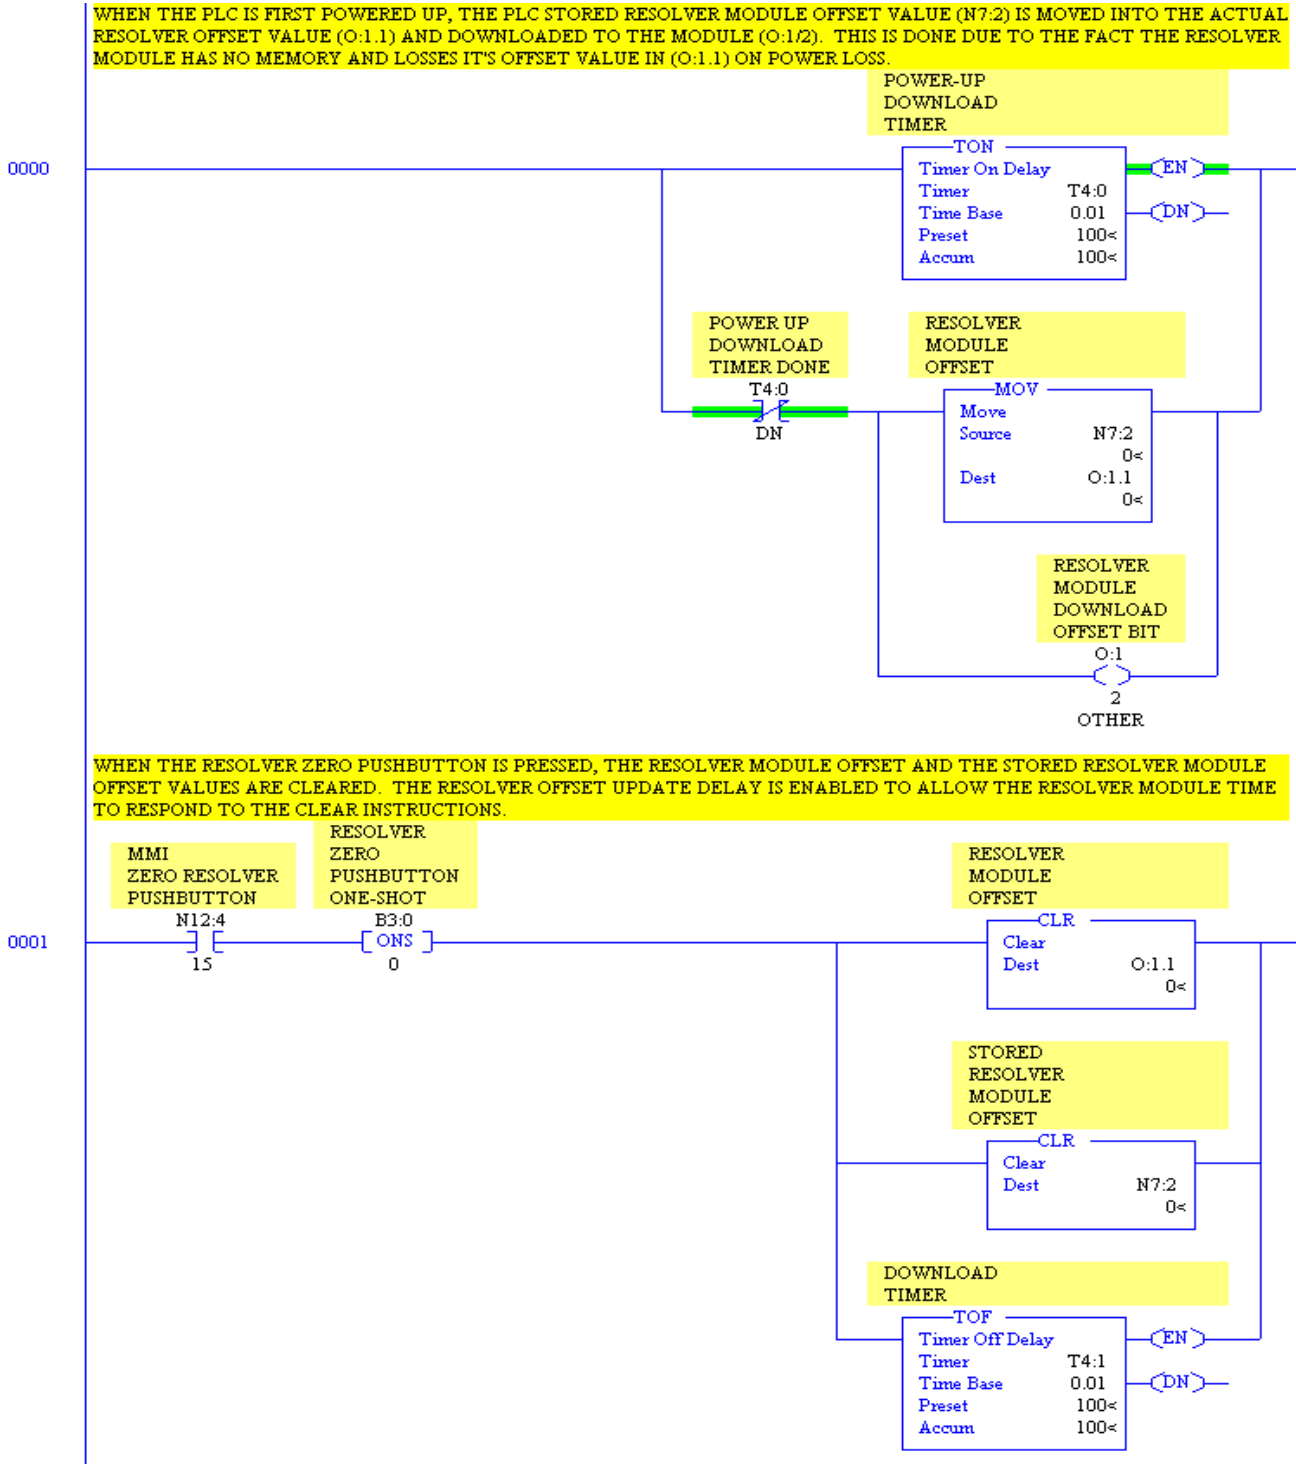 WHEN THE PLC IS FIRST POWERED UP, THE PLC STORED RESOLVER MODULE OFFSET VALUE (N7:2) IS MOVED INTO THE ACTUAL
RESOLVER OFFSET VALUE (O:1.1) AND DOWNLOADED TO THE MODULE (O:1/2).  THIS IS DONE DUE TO THE FACT THE RESOLVER
MODULE HAS NO MEMORY AND LOSSES IT'S OFFSET VALUE IN (O:1.1) ON POWER LOSS.
POWER-UP
DOWNLOAD
TIMER
TON
0000
Timer On Delay
EN
Timer T4:0
Time Base 0.01
DN
Preset 100<
Accum 100<
POWER UP
DOWNLOAD
TIMER DONE
T4:0
DN
RESOLVER
MODULE
OFFSET
MOV
Move
Source N7:2
0<
Dest O:1.1
0<
RESOLVER
MODULE
DOWNLOAD
OFFSET BIT
O:1
2
OTHER
WHEN THE RESOLVER ZERO PUSHBUTTON IS PRESSED, THE RESOLVER MODULE OFFSET AND THE STORED RESOLVER MODULE
OFFSET VALUES ARE CLEARED.  THE RESOLVER OFFSET UPDATE DELAY IS ENABLED TO ALLOW THE RESOLVER MODULE TIME
TO RESPOND TO THE CLEAR INSTRUCTIONS.
0001
MMI
ZERO RESOLVER
PUSHBUTTON
N12:4
15
RESOLVER
ZERO
PUSHBUTTON
ONE-SHOT
B3:0
ONS
0
RESOLVER
MODULE
OFFSET
CLR
Clear
Dest O:1.1
0<
STORED
RESOLVER
MODULE
OFFSET
CLR
Clear
Dest N7:2
0<
DOWNLOAD
TIMER
TOF
Timer Off Delay
EN
Timer T4:1
Time Base 0.01
DN
Preset 100<
Accum 100<